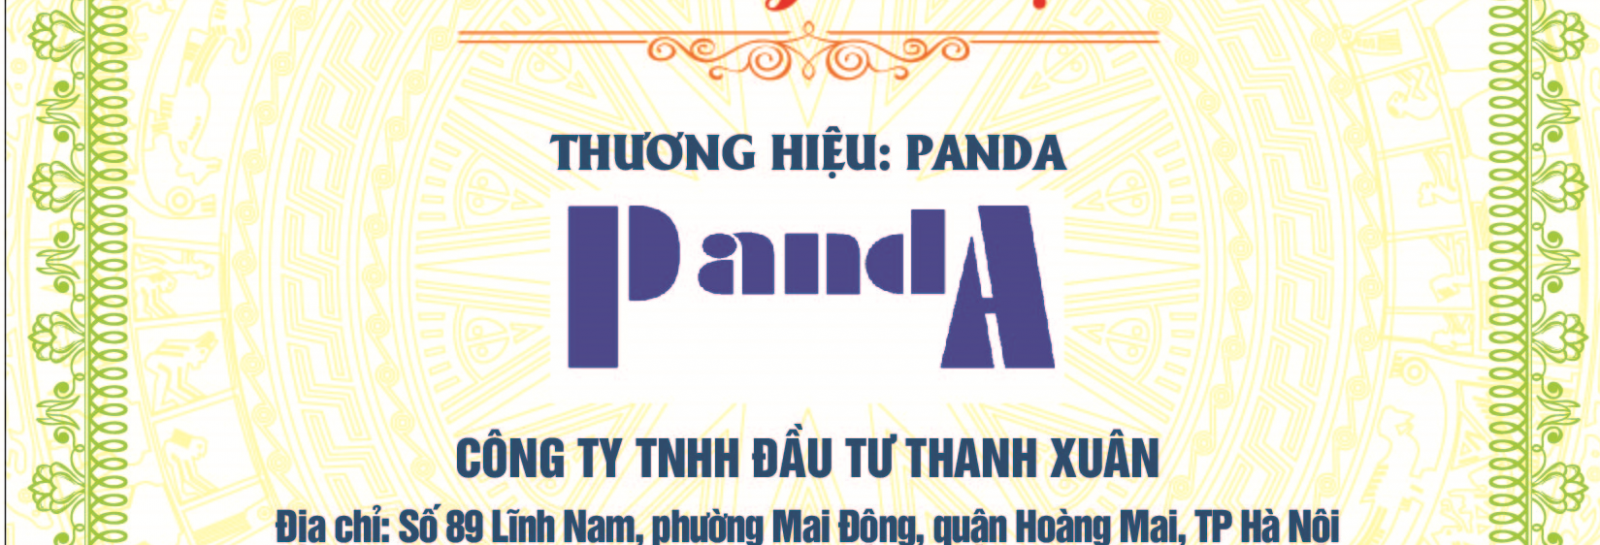 THƯƠNG HIỆU: PANDA
PandA
CÔNG TY TNHH ĐẦU TƯ THANH XUÂN
Địa chỉ: Số 89 Lĩnh Nam, phường Mai Động, quận Hoàng Mai, TP Hà Nội